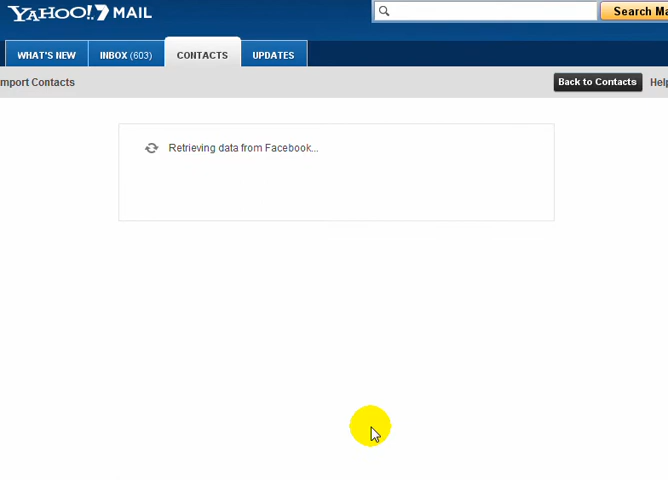 YAHOO!7 MAIL
Search Ma
WHAT'S NEW
INBOX (603)
CONTACTS
UPDATES
mport Contacts
Back to Contacts
Help
Retrieving data from Facebook...